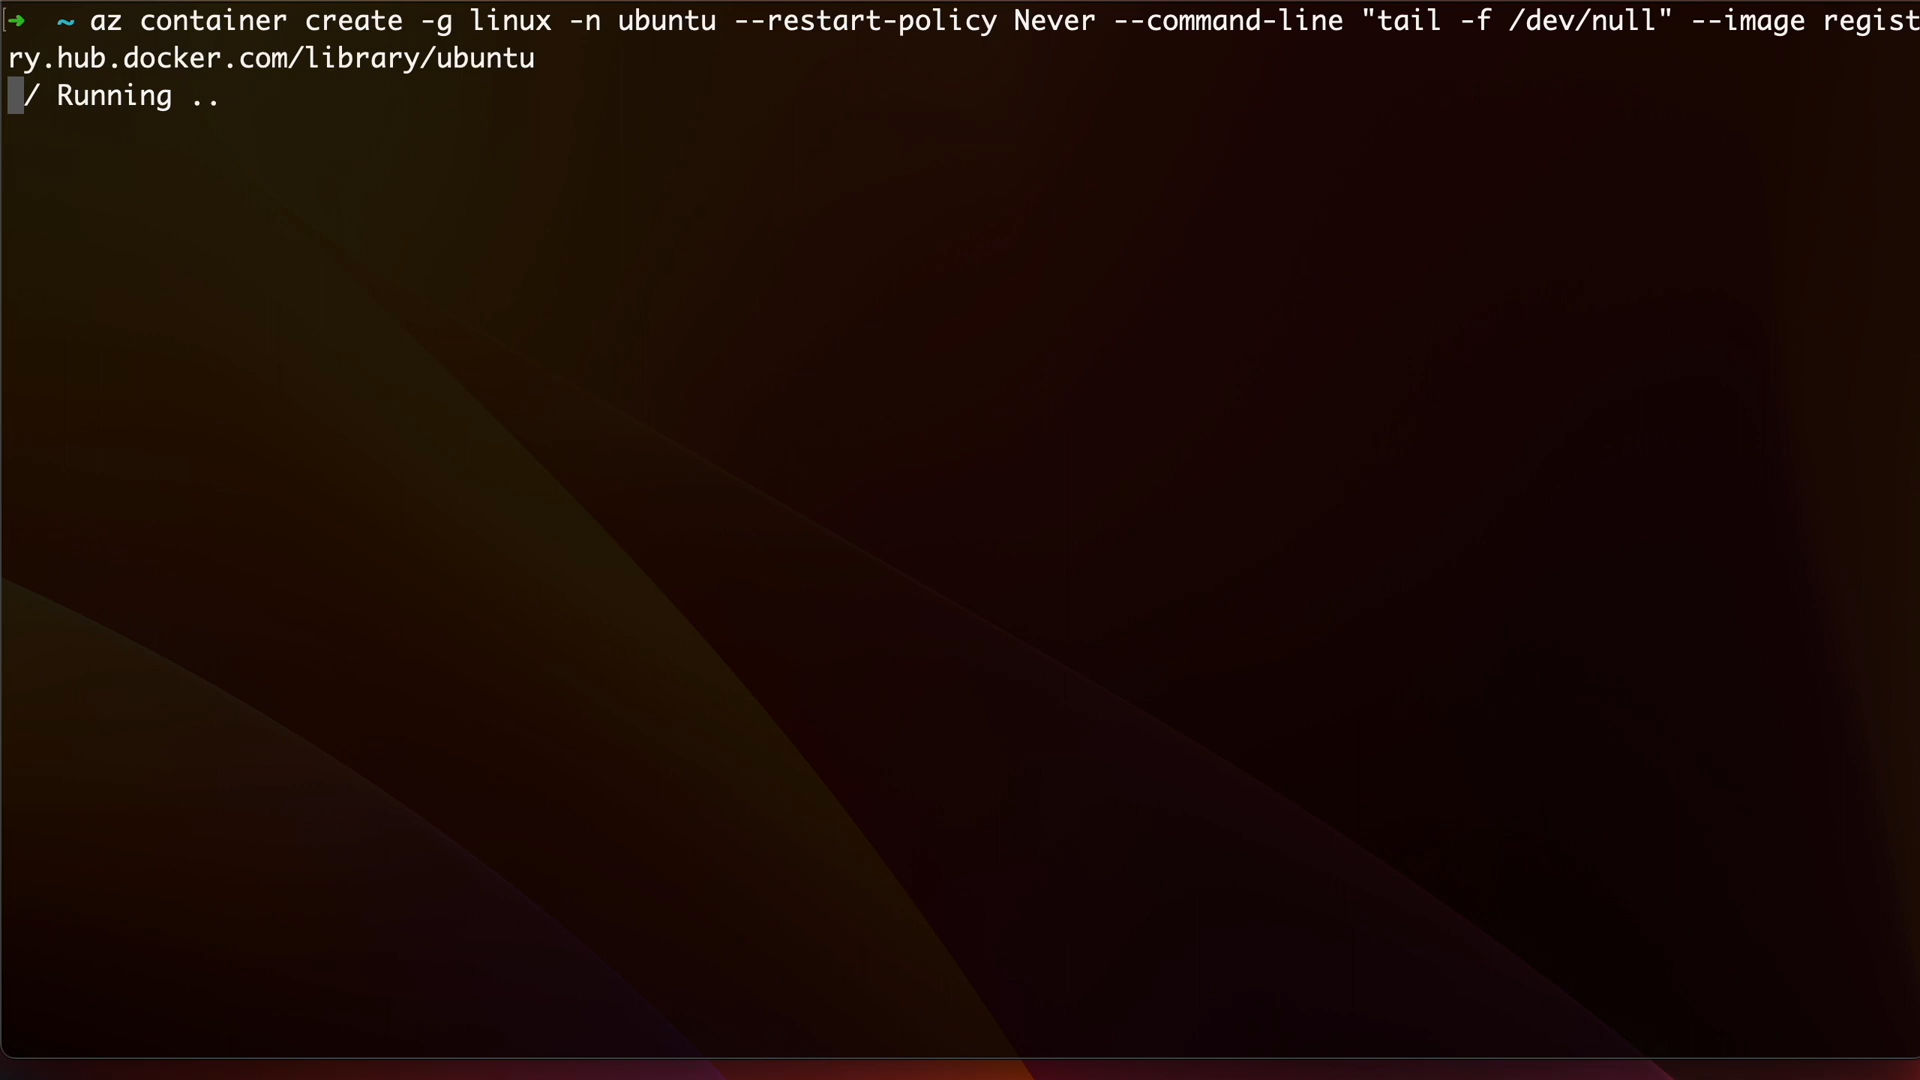 → ~ az container create -g linux -n ubuntu --restart-policy Never --command-line "tail -f /dev/null" --image regist
ry.hub.docker.com/library/ubuntu
/ Running ..